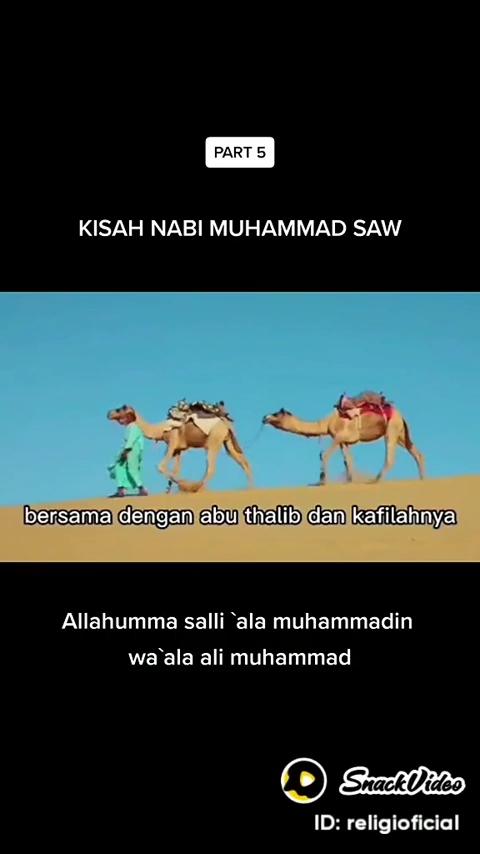 PART 5
KISAH NABI MUHAMMAD SAW
bersama dengan abu thalib dan kafilahnya
Allahumma salli `ala muhammadin
wa`ala ali muhammad
SnackVideo
ID: religioficial